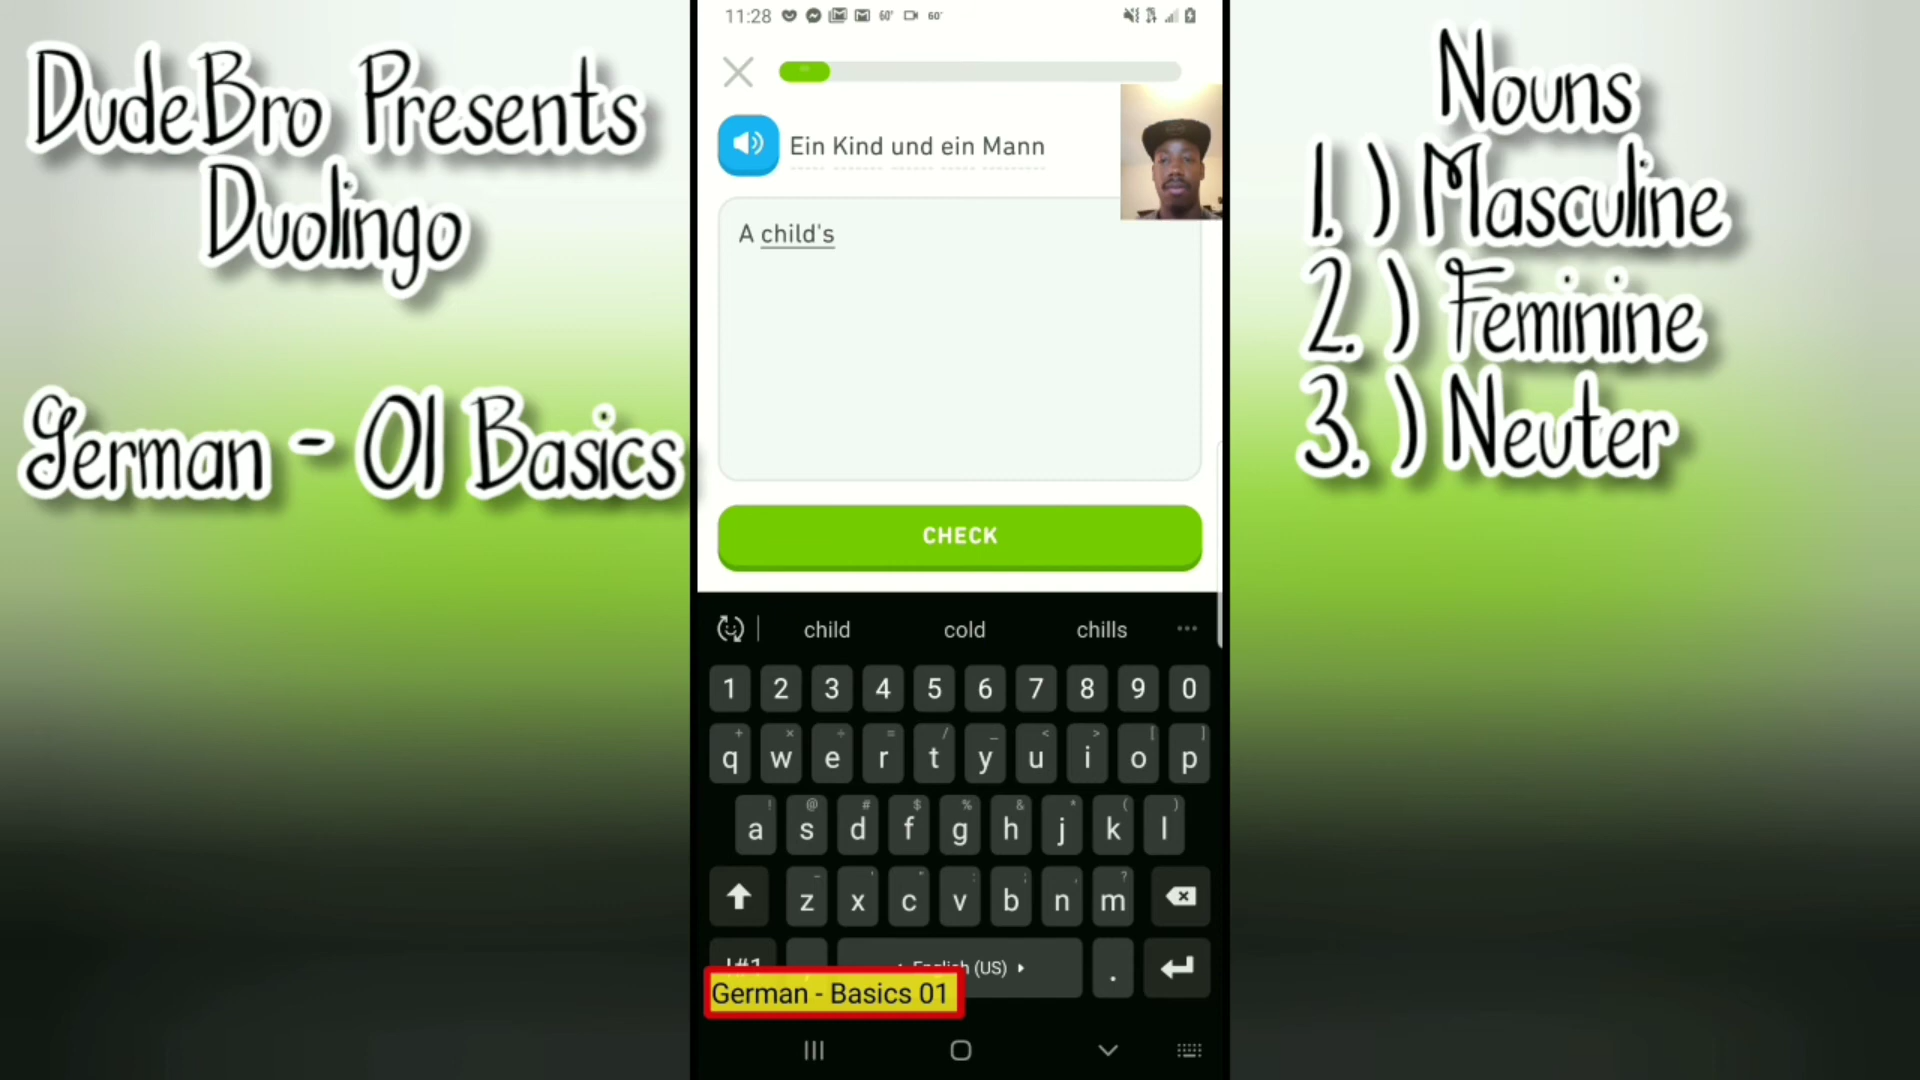 DudeBro Presents
Duolingo
German - 01 Basics
11:28 60° 60°
Ein Kind und ein Mann
A child's
CHECK
child cold chills
1 2 3 4 5 6 7 8 9 0
q w e r t y u i o p
a s d f g h j k l
z x c v b n m
!#1 , English (US) .
German - Basics 01
Nouns
1. ) Masculine
2. ) Feminine
3. ) Neuter